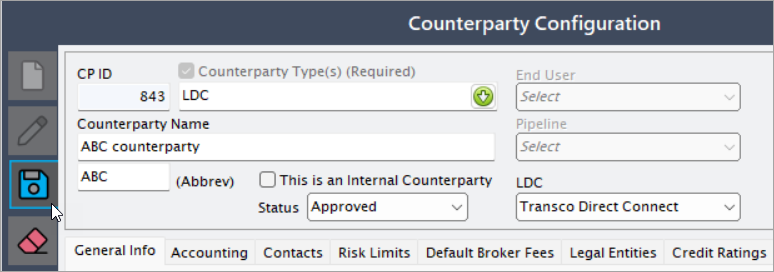 Counterparty Configuration
CP ID
Counterparty Type(s) (Required)
End User
843
LDC
Select
Counterparty Name
Pipeline
ABC counterparty
Select
ABC
(Abbrev)
This is an Internal Counterparty
LDC
Status
Approved
Transco Direct Connect
General Info
Accounting
Contacts
Risk Limits
Default Broker Fees
Legal Entities
Credit Ratings